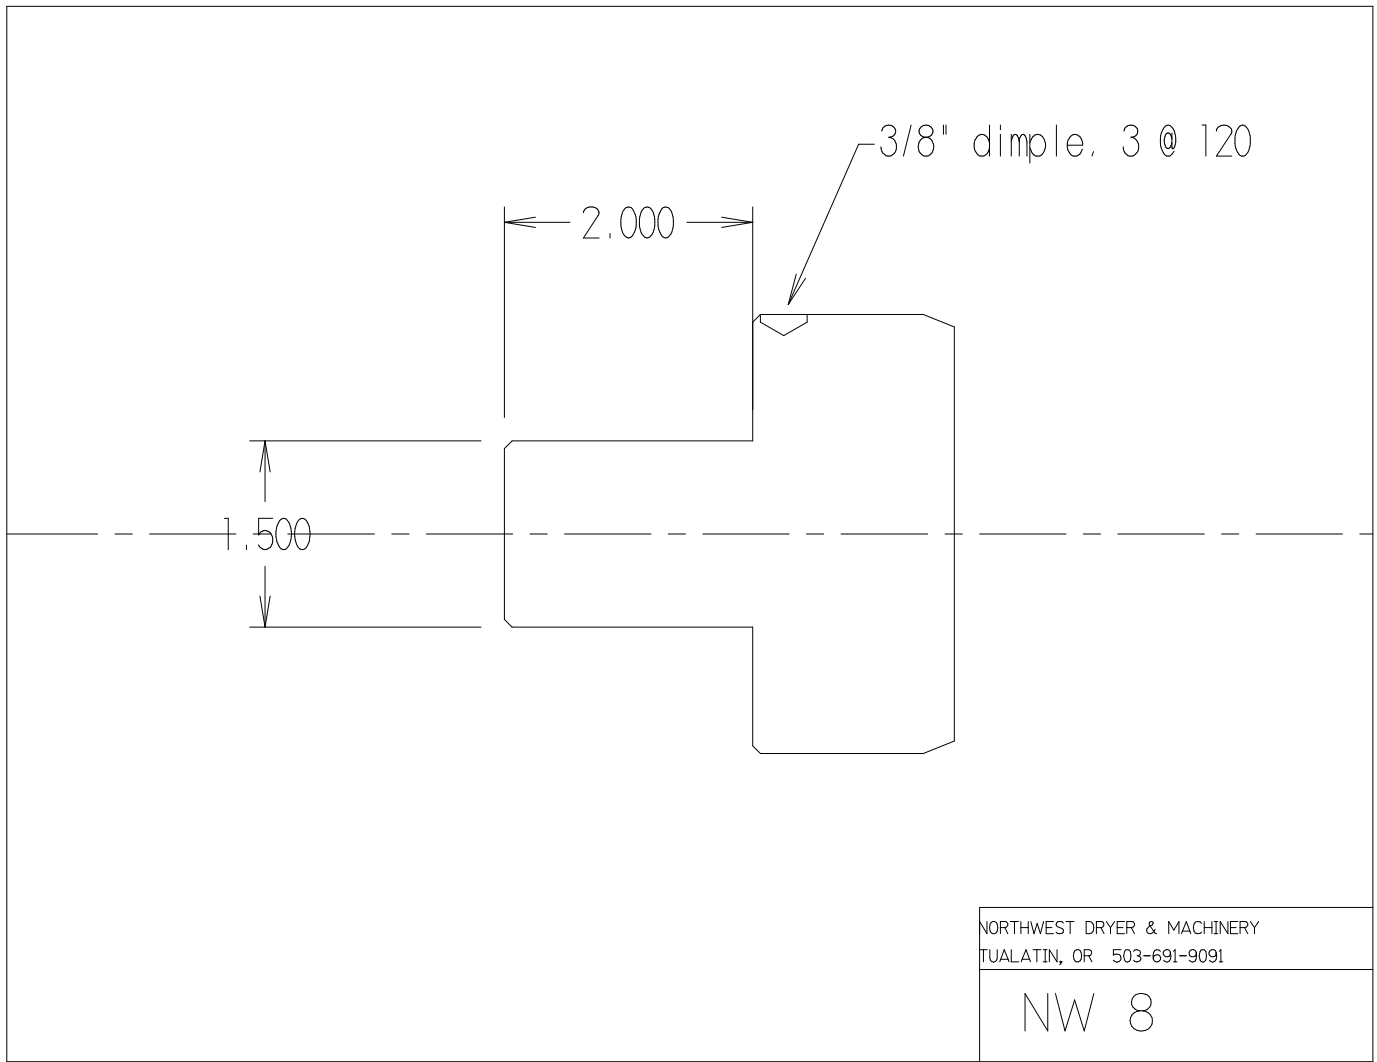 3/8" dimple, 3 @ 120
2.000
1.500
NORTHWEST DRYER & MACHINERY
TUALATIN, OR 503-691-9091
NW 8